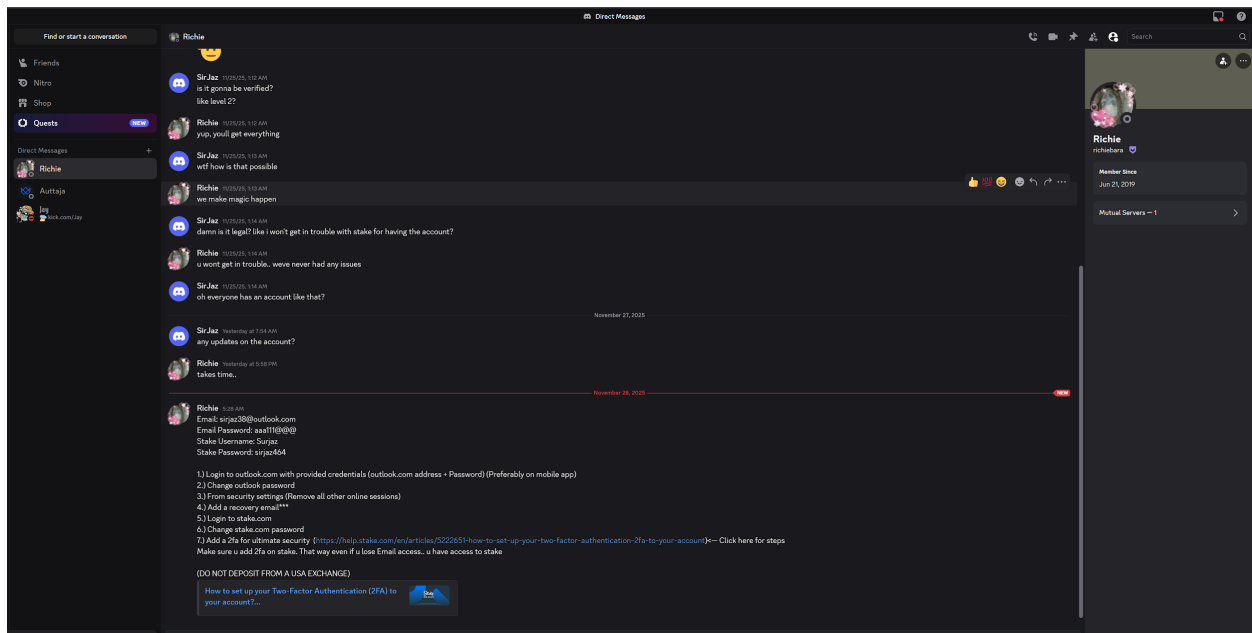 Direct Messages
Find or start a conversation
Richie
Search
Friends
Nitro
Shop
Quests
NEW
Direct Messages
Richie
Auttaja
Jay
kick.com/Jay
SirJaz 11/25/25, 1:12 AM
is it gonna be verified?
like level 2?
Richie 11/25/25, 1:12 AM
yup, youll get everything
SirJaz 11/25/25, 1:13 AM
wtf how is that possible
Richie 11/25/25, 1:13 AM
we make magic happen
SirJaz 11/25/25, 1:14 AM
damn is it legal? like i won't get in trouble with stake for having the account?
Richie 11/25/25, 1:14 AM
u wont get in trouble.. weve never had any issues
SirJaz 11/25/25, 1:14 AM
oh everyone has an account like that?
November 27, 2025
SirJaz Yesterday at 7:54 AM
any updates on the account?
Richie Yesterday at 5:58 PM
takes time..
November 28, 2025
NEW
Richie 5:28 AM
Email: sirjaz38@outlook.com
Email Password: aaa111@@@
Stake Username: Surjaz
Stake Password: sirjaz464
1.) Login to outlook.com with provided credentials (outlook.com address + Password) (Preferably on mobile app)
2.) Change outlook password
3.) From security settings (Remove all other online sessions)
4.) Add a recovery email***
5.) Login to stake.com
6.) Change stake.com password
7.) Add a 2fa for ultimate security (https://help.stake.com/en/articles/5222651-how-to-set-up-your-two-factor-authentication-2fa-to-your-account)<-- Click here for steps
Make sure u add 2fa on stake. That way even if u lose Email access.. u have access to stake
(DO NOT DEPOSIT FROM A USA EXCHANGE)
How to set up your Two-Factor Authentication (2FA) to
your account?...
Stake
Richie
richiebara
Member Since
Jun 21, 2019
Mutual Servers — 1